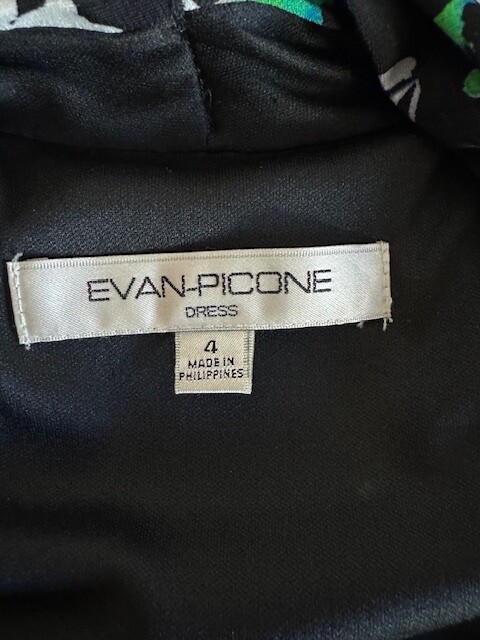 EVAN-PICONE
DRESS
4
MADE IN
PHILIPPINES